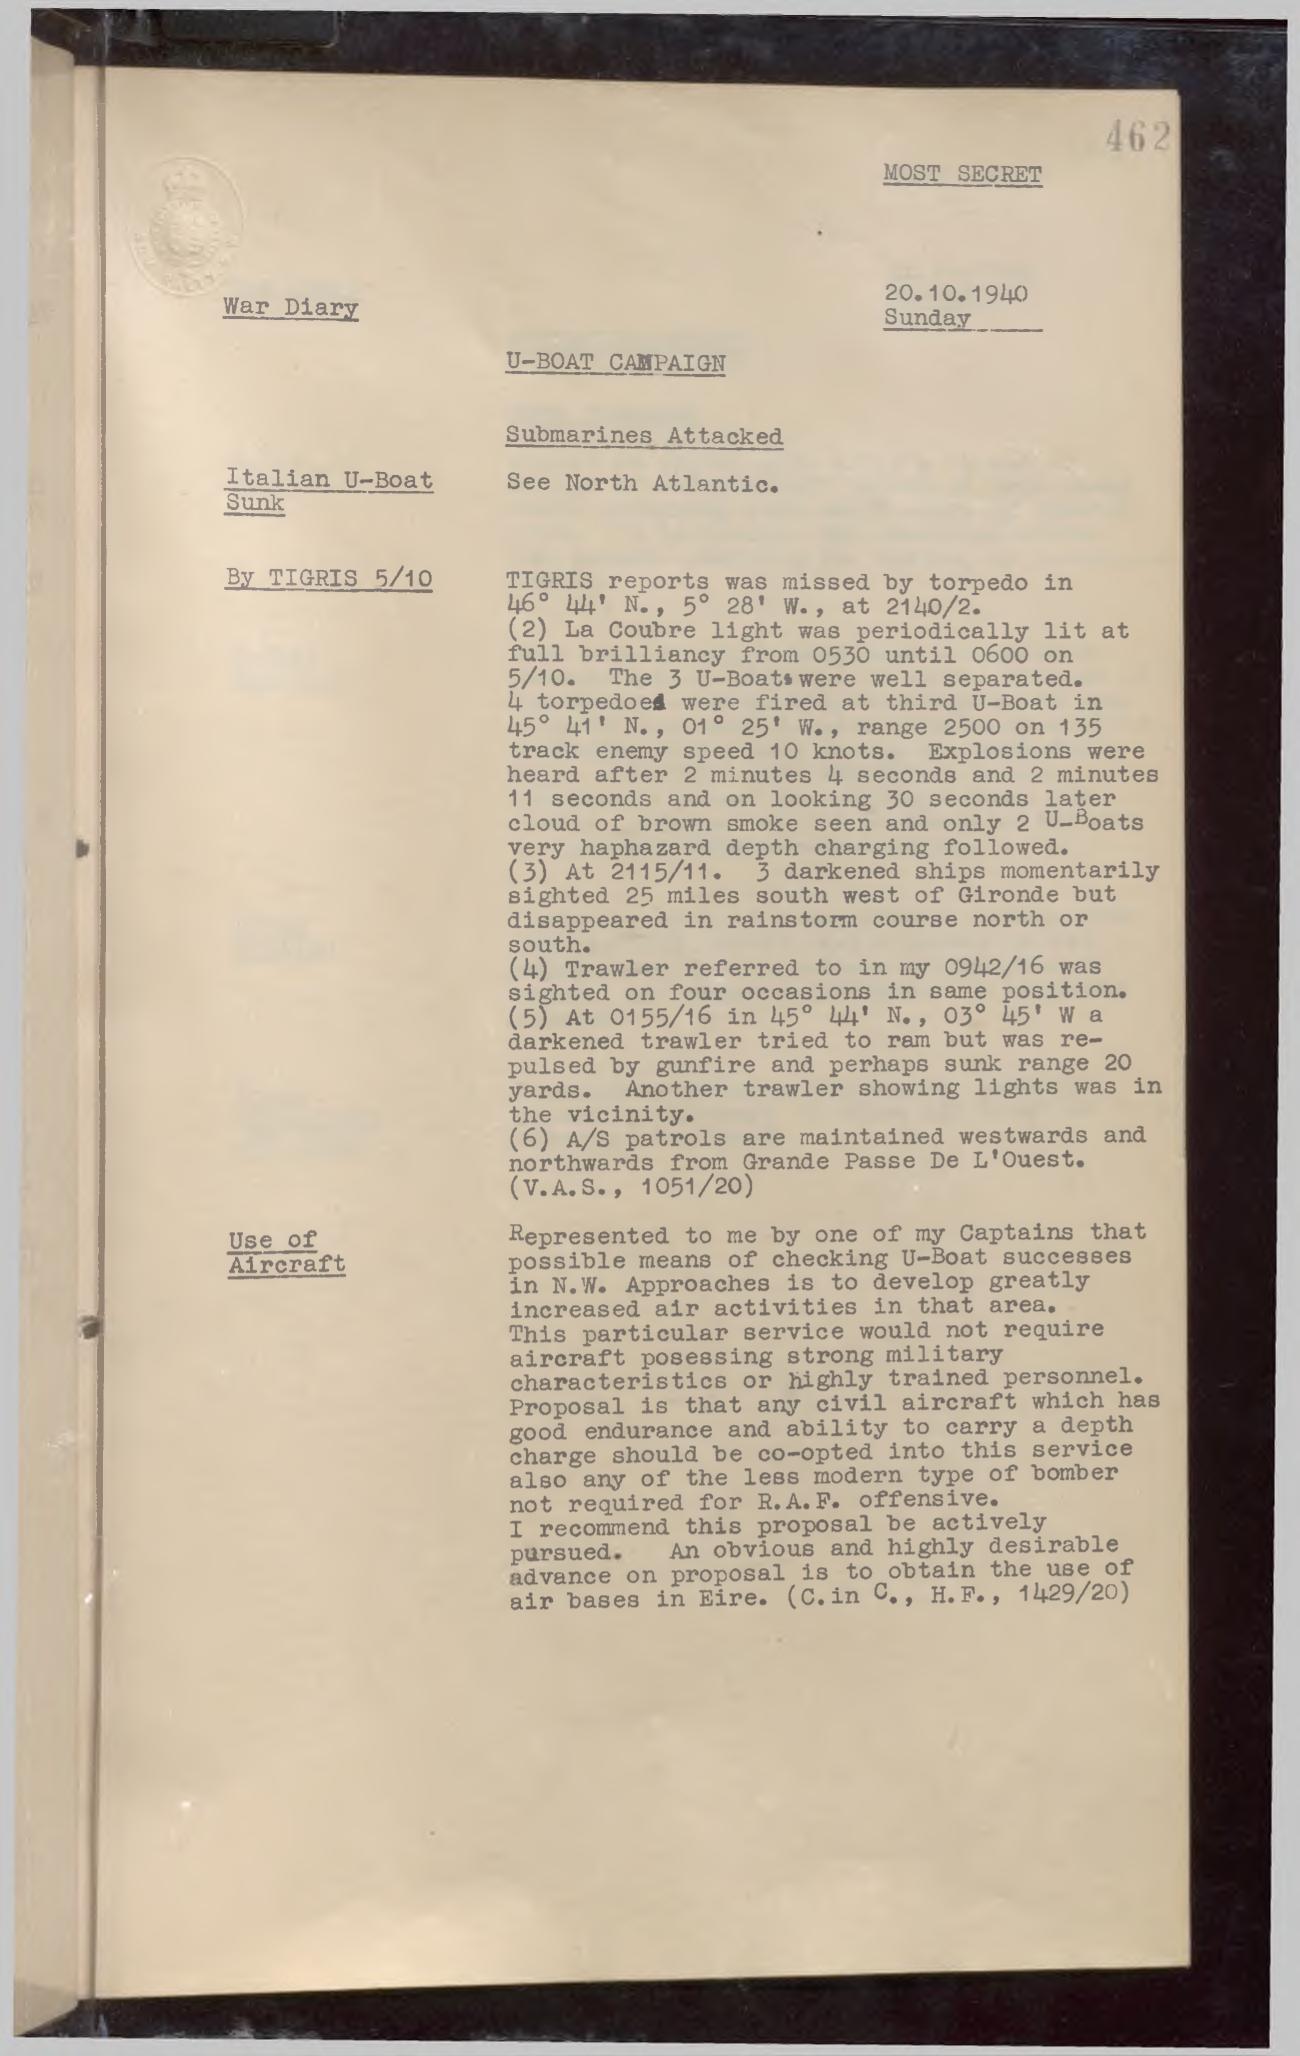 462
MOST SECRET
War Diary
20.10.1940
Sunday
U-BOAT CAMPAIGN
Submarines Attacked
Italian U-Boat
Sunk
See North Atlantic.
By TIGRIS 5/10
TIGRIS reports was missed by torpedo in
46° 44' N., 5° 28' W., at 2140/2.
(2) La Coubre light was periodically lit at
full brilliancy from 0530 until 0600 on
5/10. The 3 U-Boats were well separated.
4 torpedoes were fired at third U-Boat in
45° 41' N., 01° 25' W., range 2500 on 135
track enemy speed 10 knots. Explosions were
heard after 2 minutes 4 seconds and 2 minutes
11 seconds and on looking 30 seconds later
cloud of brown smoke seen and only 2 U-Boats
very haphazard depth charging followed.
(3) At 2115/11. 3 darkened ships momentarily
sighted 25 miles south west of Gironde but
disappeared in rainstorm course north or
south.
(4) Trawler referred to in my 0942/16 was
sighted on four occasions in same position.
(5) At 0155/16 in 45° 44' N., 03° 45' W a
darkened trawler tried to ram but was re-
pulsed by gunfire and perhaps sunk range 20
yards. Another trawler showing lights was in
the vicinity.
(6) A/S patrols are maintained westwards and
northwards from Grande Passe De L'Ouest.
(V.A.S., 1051/20)
Use of
Aircraft
Represented to me by one of my Captains that
possible means of checking U-Boat successes
in N.W. Approaches is to develop greatly
increased air activities in that area.
This particular service would not require
aircraft posessing strong military
characteristics or highly trained personnel.
Proposal is that any civil aircraft which has
good endurance and ability to carry a depth
charge should be co-opted into this service
also any of the less modern type of bomber
not required for R.A.F. offensive.
I recommend this proposal be actively
pursued. An obvious and highly desirable
advance on proposal is to obtain the use of
air bases in Eire. (C.in C., H.F., 1429/20)